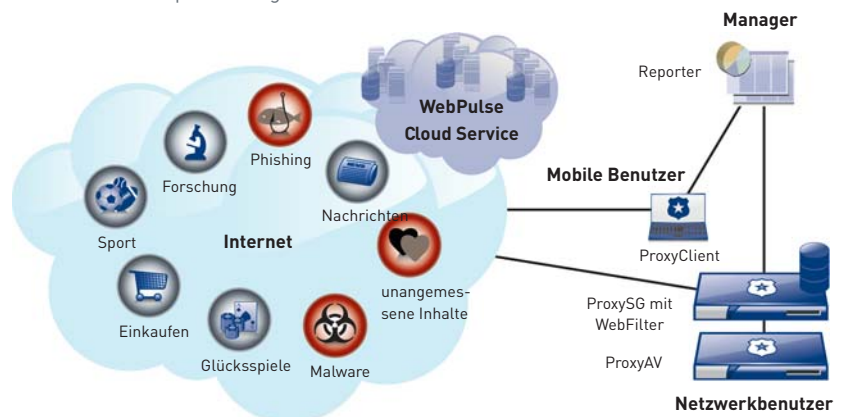 Manager
Reporter
WebPulse
Cloud Service
Phishing
Forschung
Mobile Benutzer
Nachrichten
Sport
Internet
ProxyClient
unangemes-
sene Inhalte
ProxySG mit
WebFilter
Einkaufen
Glücksspiele
Malware
ProxyAV
Netzwerkbenutzer